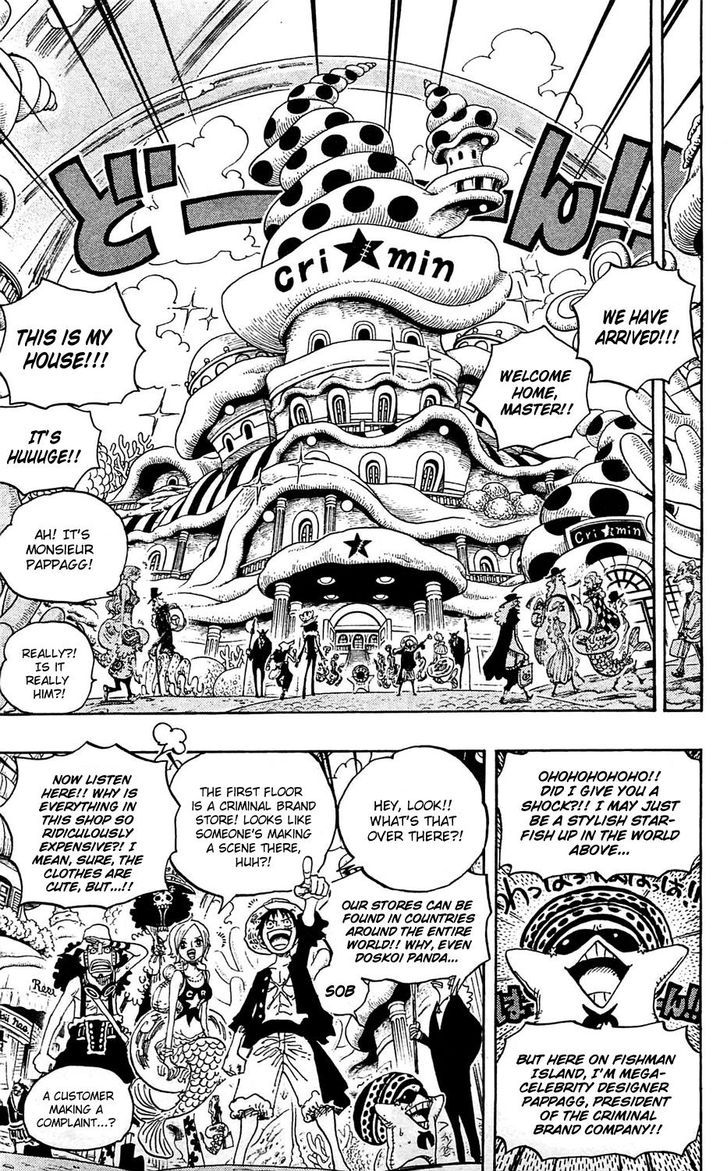 WE HAVE
ARRIVED!!!
WELCOME
HOME,
MASTER!!
どーーん!!
Cri★min
Cri★min
THIS IS MY
HOUSE!!!
IT'S
HUUUGE!!
AH! IT'S
MONSIEUR
PAPPAGG!
REALLY?!
IS IT
REALLY
HIM?!
OHOHOHOHOHO!!
DID I GIVE YOU A
SHOCK?!! I MAY JUST
BE A STYLISH STAR-
FISH UP IN THE WORLD
ABOVE...
BUT HERE ON FISHMAN
ISLAND, I'M MEGA-
CELEBRITY DESIGNER
PAPPAGG, PRESIDENT
OF THE CRIMINAL
BRAND COMPANY!!
HEY, LOOK!!
WHAT'S THAT
OVER THERE?!
OUR STORES CAN BE
FOUND IN COUNTRIES
AROUND THE ENTIRE
WORLD!! WHY, EVEN
DOSKOI PANDA...
SOB
THE FIRST FLOOR
IS A CRIMINAL BRAND
STORE! LOOKS LIKE
SOMEONE'S MAKING
A SCENE THERE,
HUH?!
NOW LISTEN
HERE!! WHY IS
EVERYTHING IN
THIS SHOP SO
RIDICULOUSLY
EXPENSIVE?! I
MEAN, SURE, THE
CLOTHES ARE
CUTE, BUT...!!
A CUSTOMER
MAKING A
COMPLAINT...?